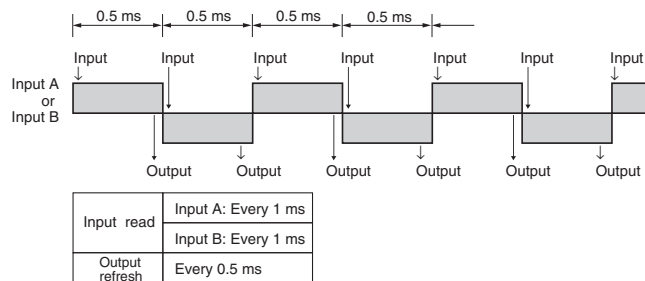 0.5 ms 0.5 ms 0.5 ms 0.5 ms
Input Input Input Input Input Input Input
Input A
or
Input B
Output Output Output Output Output Output
Input read
Input A: Every 1 ms
Input B: Every 1 ms
Output
refresh
Every 0.5 ms